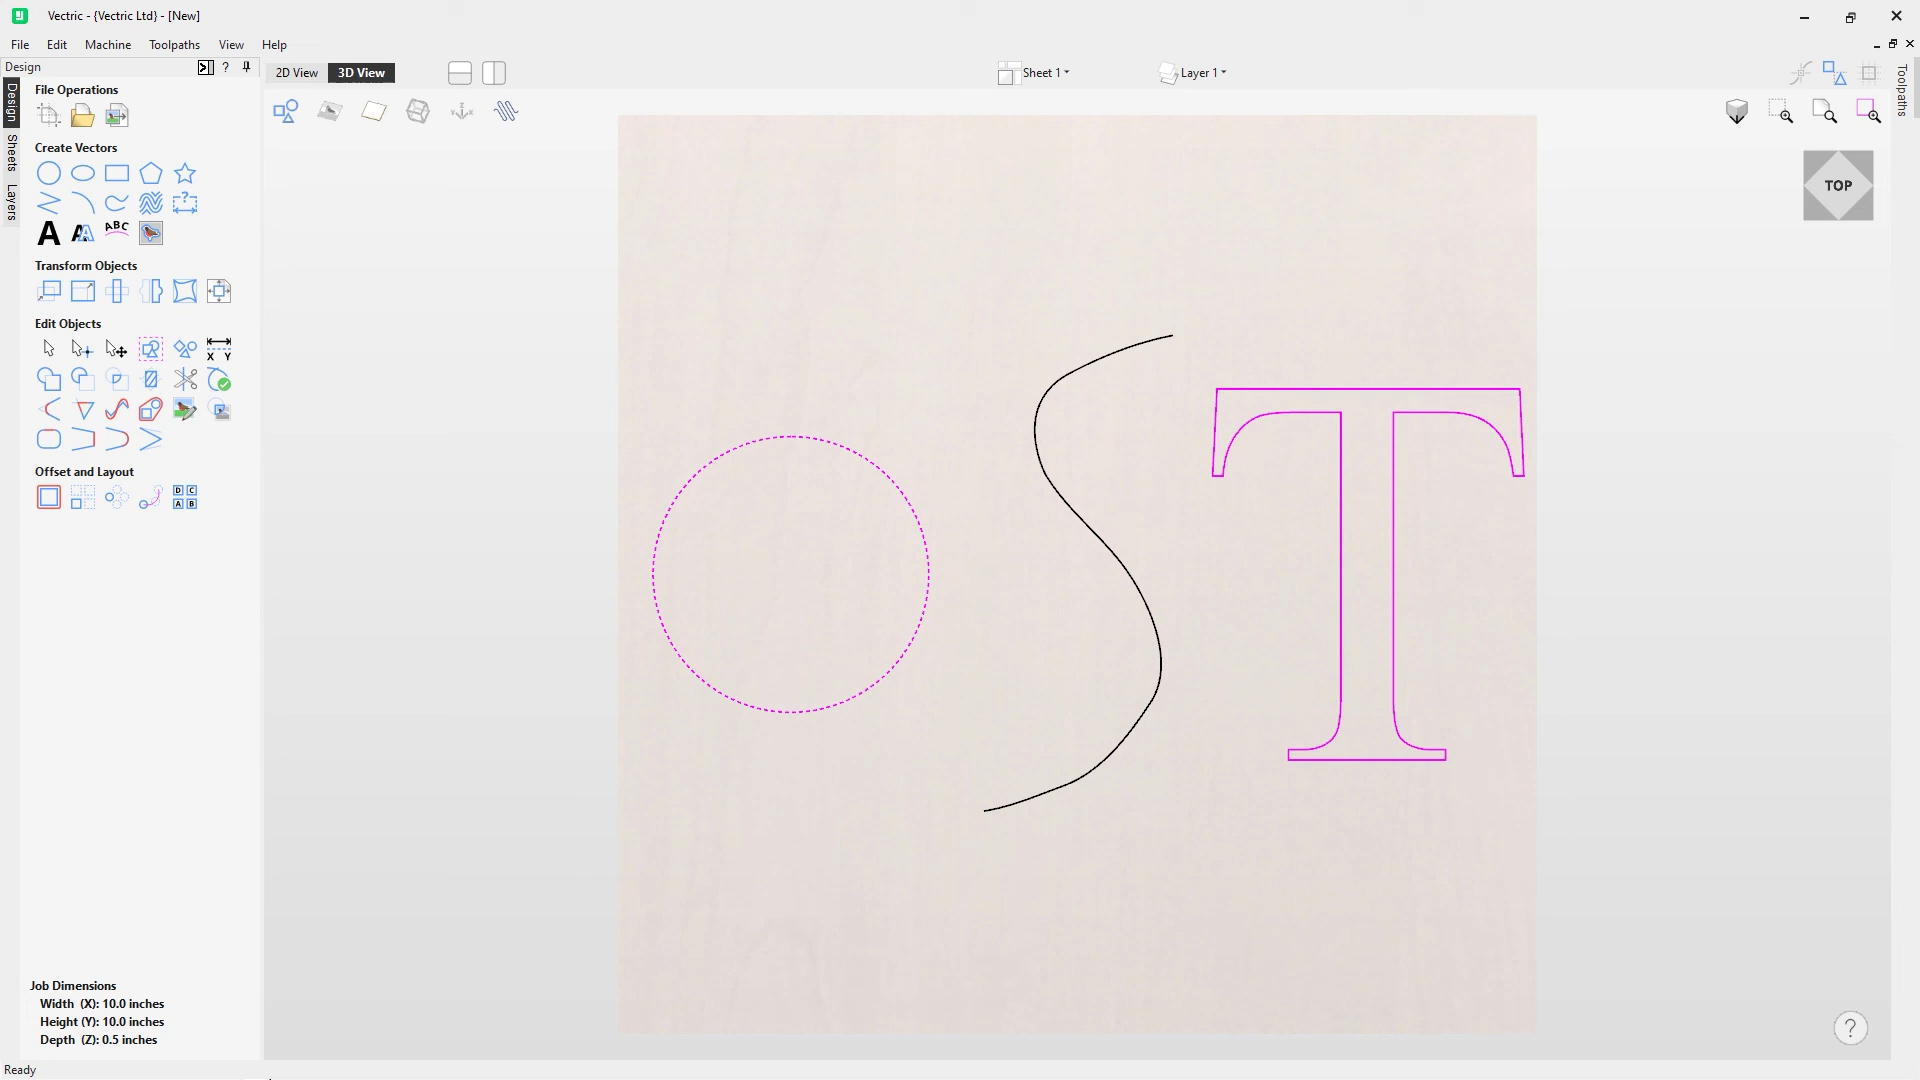 Vectric - {Vectric Ltd} - [New]
File Edit Machine Toolpaths View Help
Design ?
2D View 3D View Sheet 1 Layer 1
Toolpaths
Design
Sheets
Layers
File Operations
Create Vectors
A A ABC
Transform Objects
TOP
Edit Objects
X Y
Offset and Layout
D C
A B
T
Job Dimensions
Width (X): 10.0 inches
Height (Y): 10.0 inches
Depth (Z): 0.5 inches
?
Ready